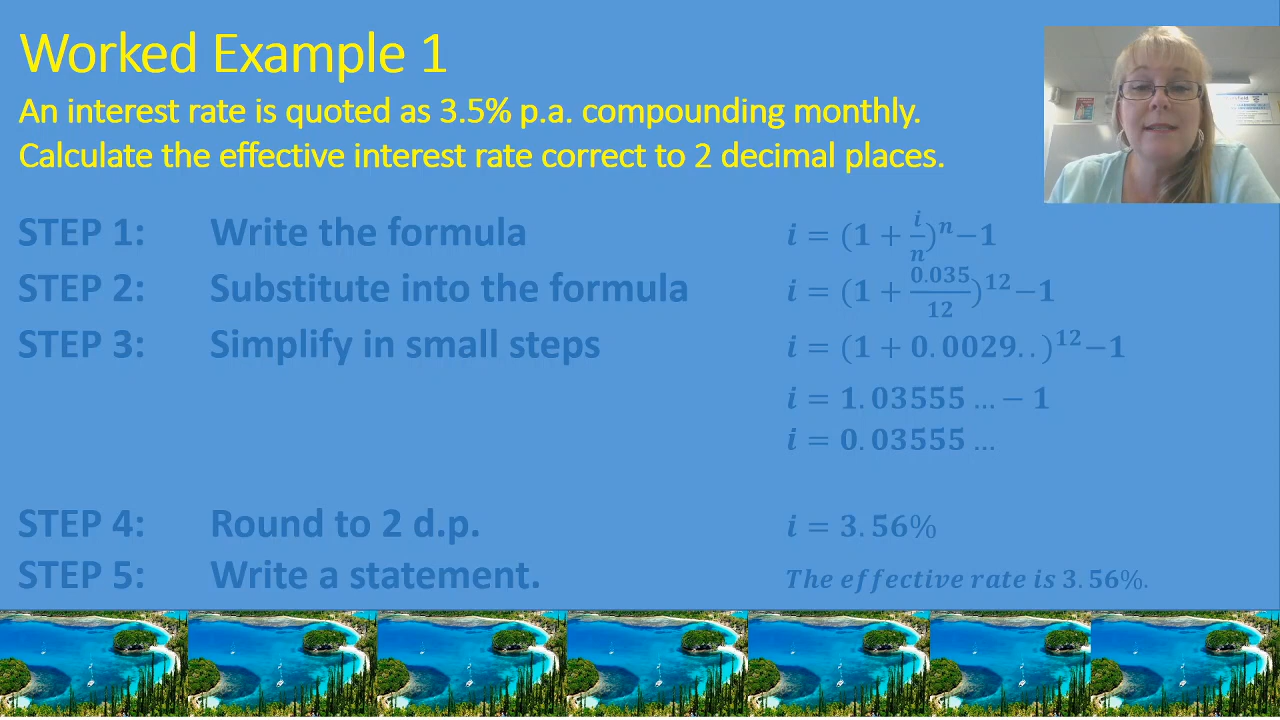 Worked Example 1
An interest rate is quoted as 3.5% p.a. compounding monthly.
Calculate the effective interest rate correct to 2 decimal places.
STEP 1: Write the formula i = (1 + i/n)^n − 1
STEP 2: Substitute into the formula i = (1 + 0.035/12)^12 − 1
STEP 3: Simplify in small steps i = (1 + 0.0029..)^12 − 1
i = 1.03555 … − 1
i = 0.03555 …
STEP 4: Round to 2 d.p. i = 3.56%
STEP 5: Write a statement. The effective rate is 3.56%.